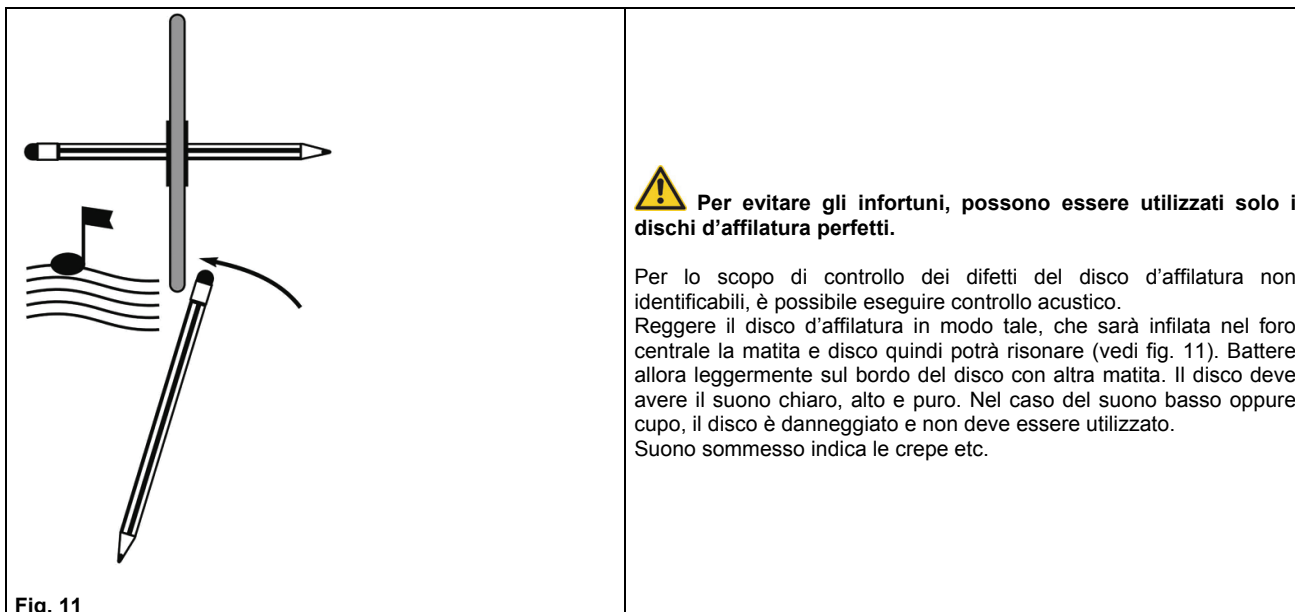 Per evitare gli infortuni, possono essere utilizzati solo i
dischi d'affilatura perfetti.
Per lo scopo di controllo dei difetti del disco d'affilatura non
identificabili, è possibile eseguire controllo acustico.
Reggere il disco d'affilatura in modo tale, che sarà infilata nel foro
centrale la matita e disco quindi potrà risonare (vedi fig. 11). Battere
allora leggermente sul bordo del disco con altra matita. Il disco deve
avere il suono chiaro, alto e puro. Nel caso del suono basso oppure
cupo, il disco è danneggiato e non deve essere utilizzato.
Suono sommesso indica le crepe etc.
Fig. 11